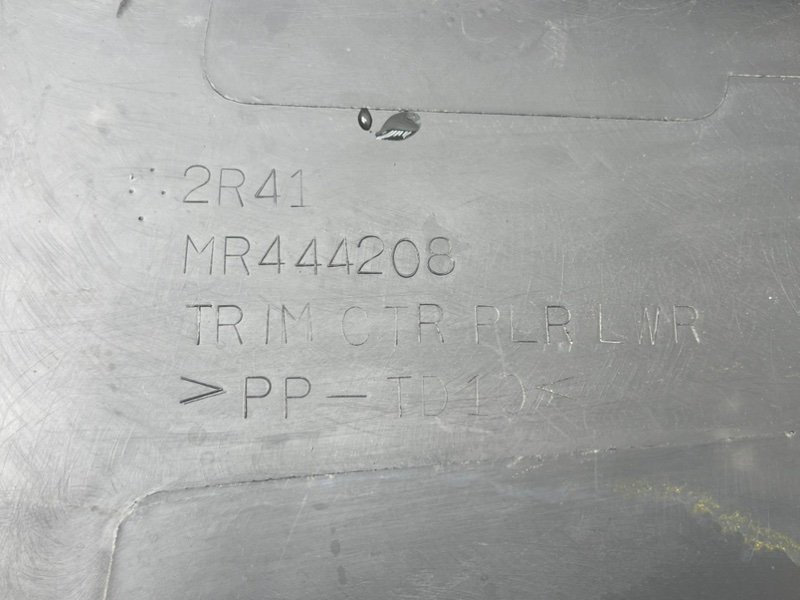 2R41
MR444208
TRIM CTR PLR LWR
>PP-TD10<